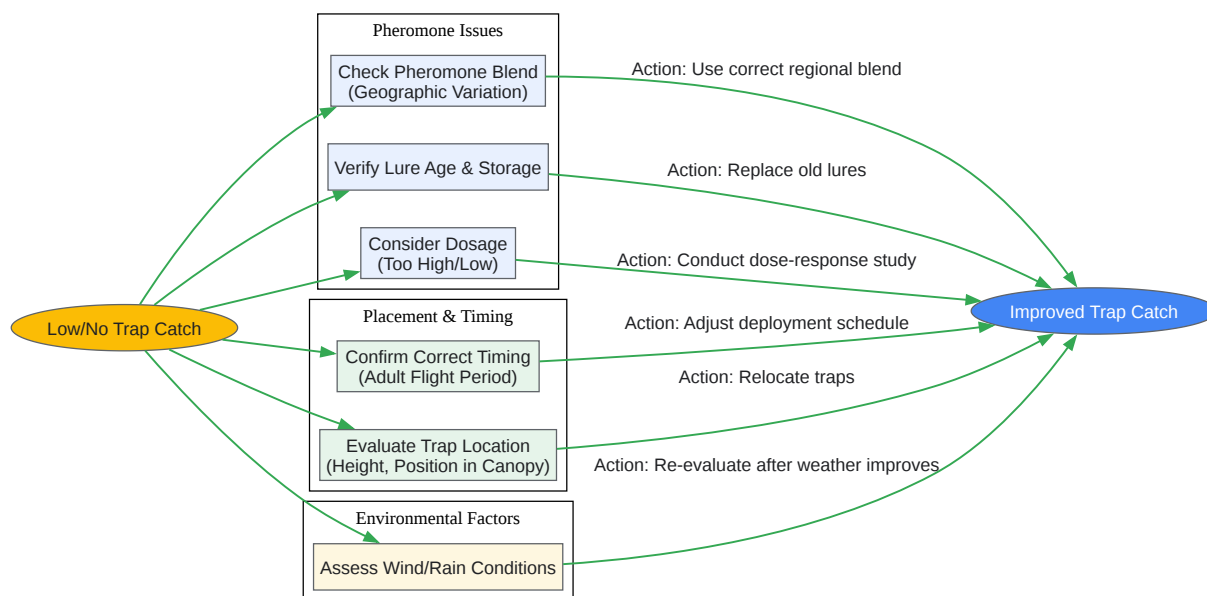 Pheromone Issues
Check Pheromone Blend
(Geographic Variation)
Action: Use correct regional blend
Verify Lure Age & Storage
Action: Replace old lures
Consider Dosage
(Too High/Low)
Action: Conduct dose-response study
Low/No Trap Catch
Improved Trap Catch
Placement & Timing
Confirm Correct Timing
(Adult Flight Period)
Action: Adjust deployment schedule
Evaluate Trap Location
(Height, Position in Canopy)
Action: Relocate traps
Environmental Factors
Assess Wind/Rain Conditions
Action: Re-evaluate after weather improves